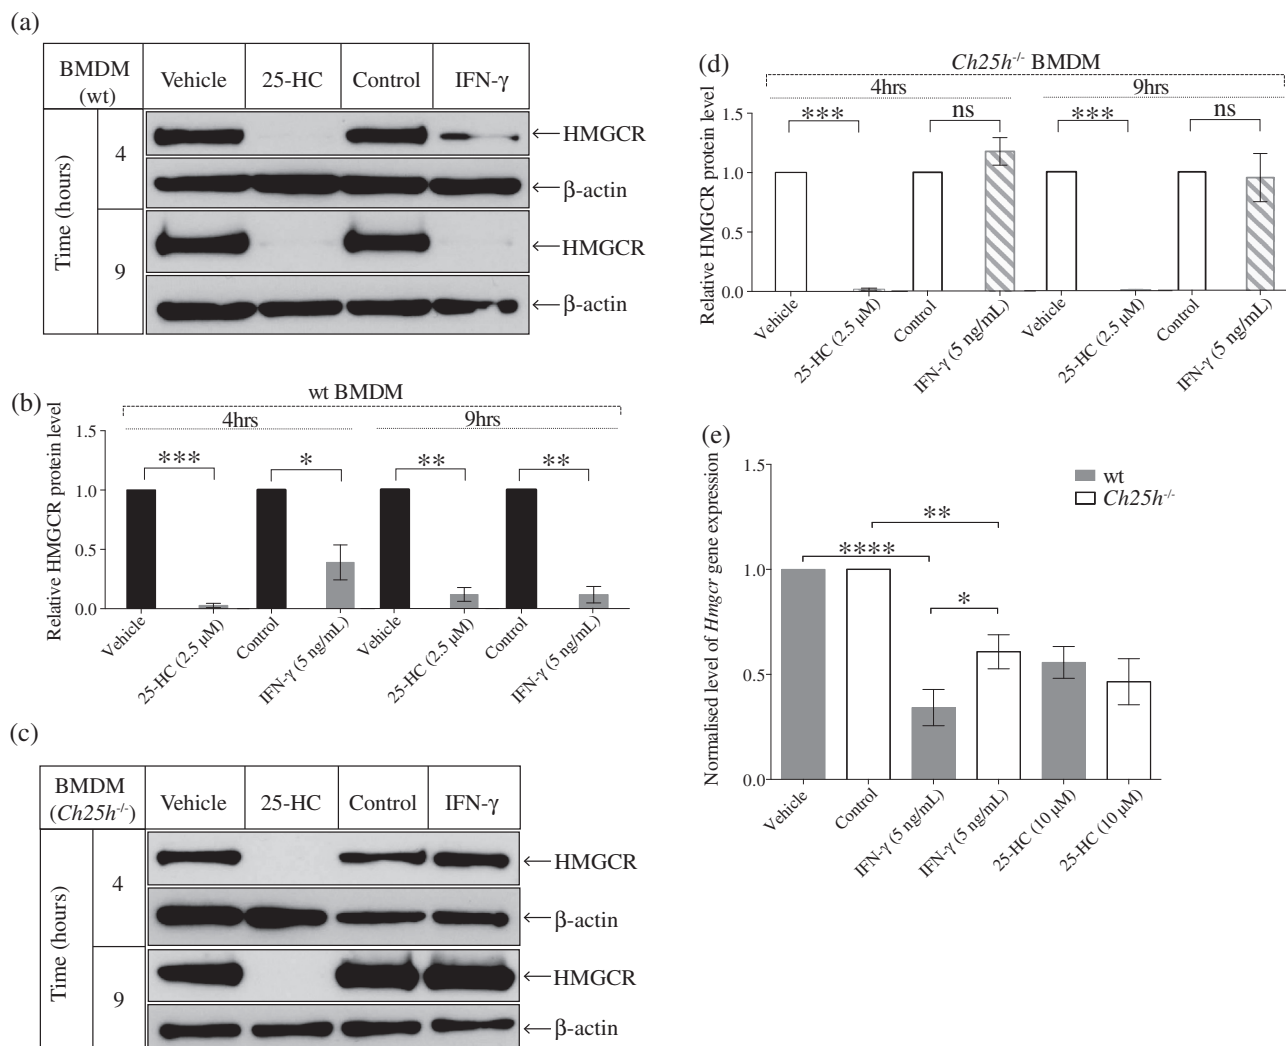 (a)
BMDM
(wt)
Vehicle
25-HC
Control
IFN-γ
Time (hours)
4
←HMGCR
←β-actin
9
←HMGCR
←β-actin
(b)
wt BMDM
4hrs
9hrs
Relative HMGCR protein level
1.5
1.0
0.5
0.0
***
*
**
**
Vehicle
25-HC (2.5 μM)
Control
IFN-γ (5 ng/mL)
Vehicle
25-HC (2.5 μM)
Control
IFN-γ (5 ng/mL)
(c)
BMDM
(Ch25h-/-)
Vehicle
25-HC
Control
IFN-γ
Time (hours)
4
←HMGCR
←β-actin
9
←HMGCR
←β-actin
(d)
Ch25h-/- BMDM
4hrs
9hrs
Relative HMGCR protein level
1.5
1.0
0.5
0.0
***
ns
***
ns
Vehicle
25-HC (2.5 μM)
Control
IFN-γ (5 ng/mL)
Vehicle
25-HC (2.5 μM)
Control
IFN-γ (5 ng/mL)
(e)
Normalised level of Hmgcr gene expression
1.5
1.0
0.5
0.0
wt
Ch25h-/-
**
****
*
Vehicle
Control
IFN-γ (5 ng/mL)
IFN-γ (5 ng/mL)
25-HC (10 μM)
25-HC (10 μM)